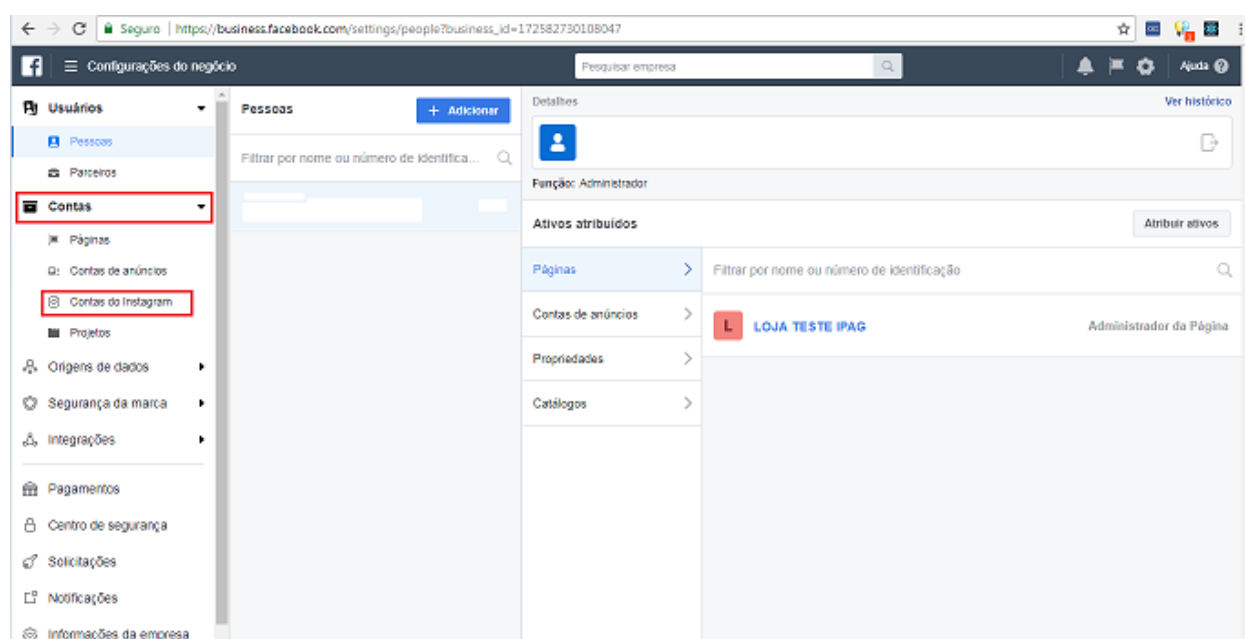 Seguro | https://business.facebook.com/settings/people?business_id=172582730108047
Configurações do negócio
Pesquisar empresa
Ajuda
Usuários
Pessoas
Parceiros
Contas
Páginas
Contas de anúncios
Contas do Instagram
Projetos
Origens de dados
Segurança da marca
Integrações
Pagamentos
Centro de segurança
Solicitações
Notificações
Informações da empresa
Pessoas
+ Adicionar
Filtrar por nome ou número de identifica...
Detalhes
Ver histórico
Função: Administrador
Ativos atribuídos
Atribuir ativos
Páginas
Contas de anúncios
Propriedades
Catálogos
Filtrar por nome ou número de identificação
L LOJA TESTE IPAG
Administrador da Página